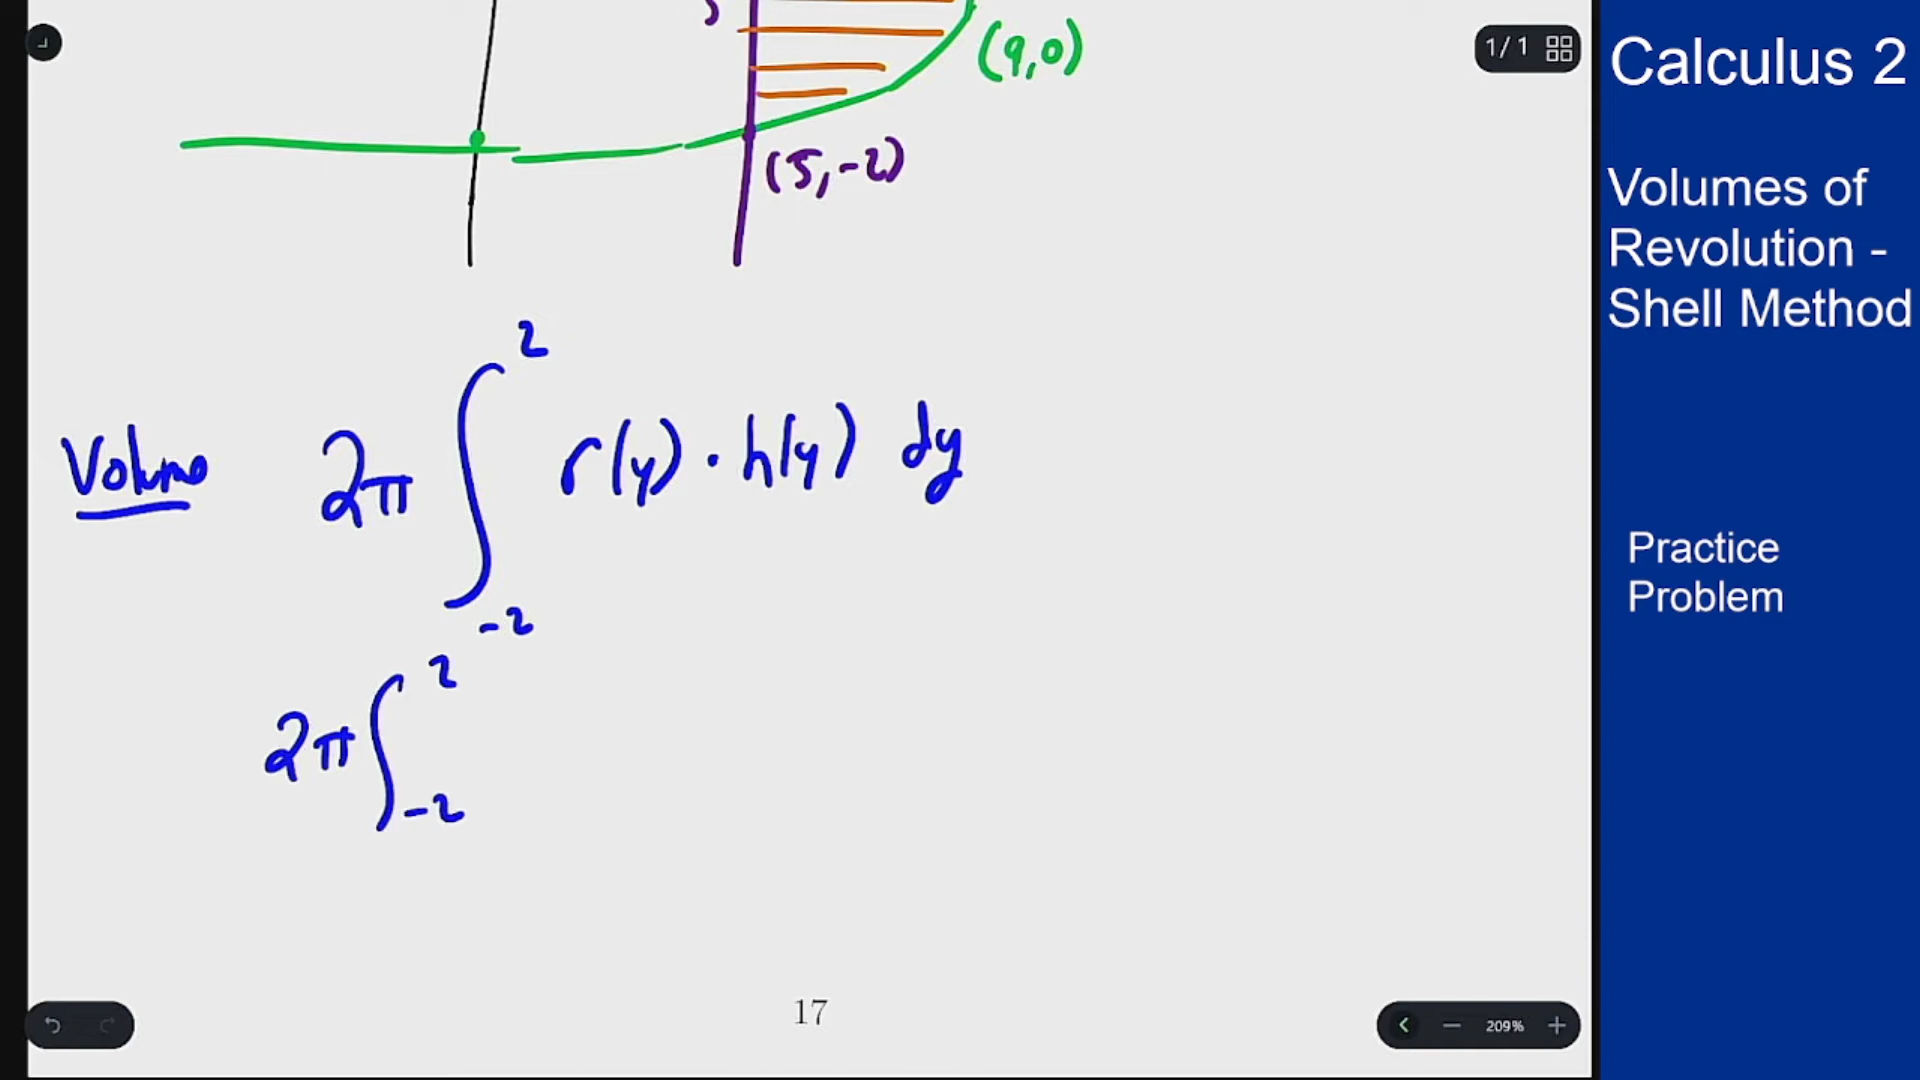 (9,0)
(5,-2)
Volume 2π ∫ 2 -2 r(y) · h(y) dy
2π ∫ 2 -2
17
1/1
209%
Calculus 2
Volumes of
Revolution -
Shell Method
Practice
Problem